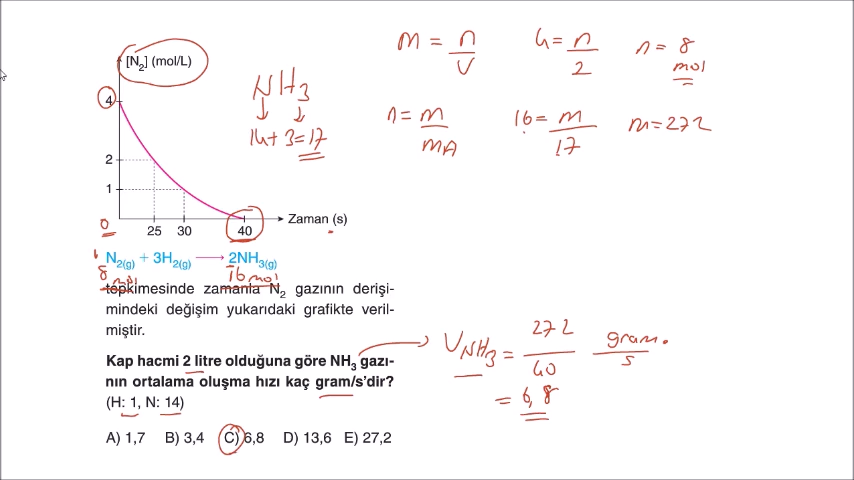 [N2] (mol/L)
4
2
1
0
25 30 40
Zaman (s)
NH3
14 + 3 = 17
M = n/V
4 = n/2
n = 8 mol
n = m/MA
16 = m/17
m = 272
1 N2(g) + 3H2(g) → 2NH3(g)
8 mol 16 mol
tepkimesinde zamanla N2 gazının derişi-
mindeki değişim yukarıdaki grafikte veril-
miştir.
Kap hacmi 2 litre olduğuna göre NH3 gazı-
nın ortalama oluşma hızı kaç gram/s'dir?
(H: 1, N: 14)
A) 1,7 B) 3,4 C) 6,8 D) 13,6 E) 27,2
VNH3 = 272/40 gram/s
= 6,8